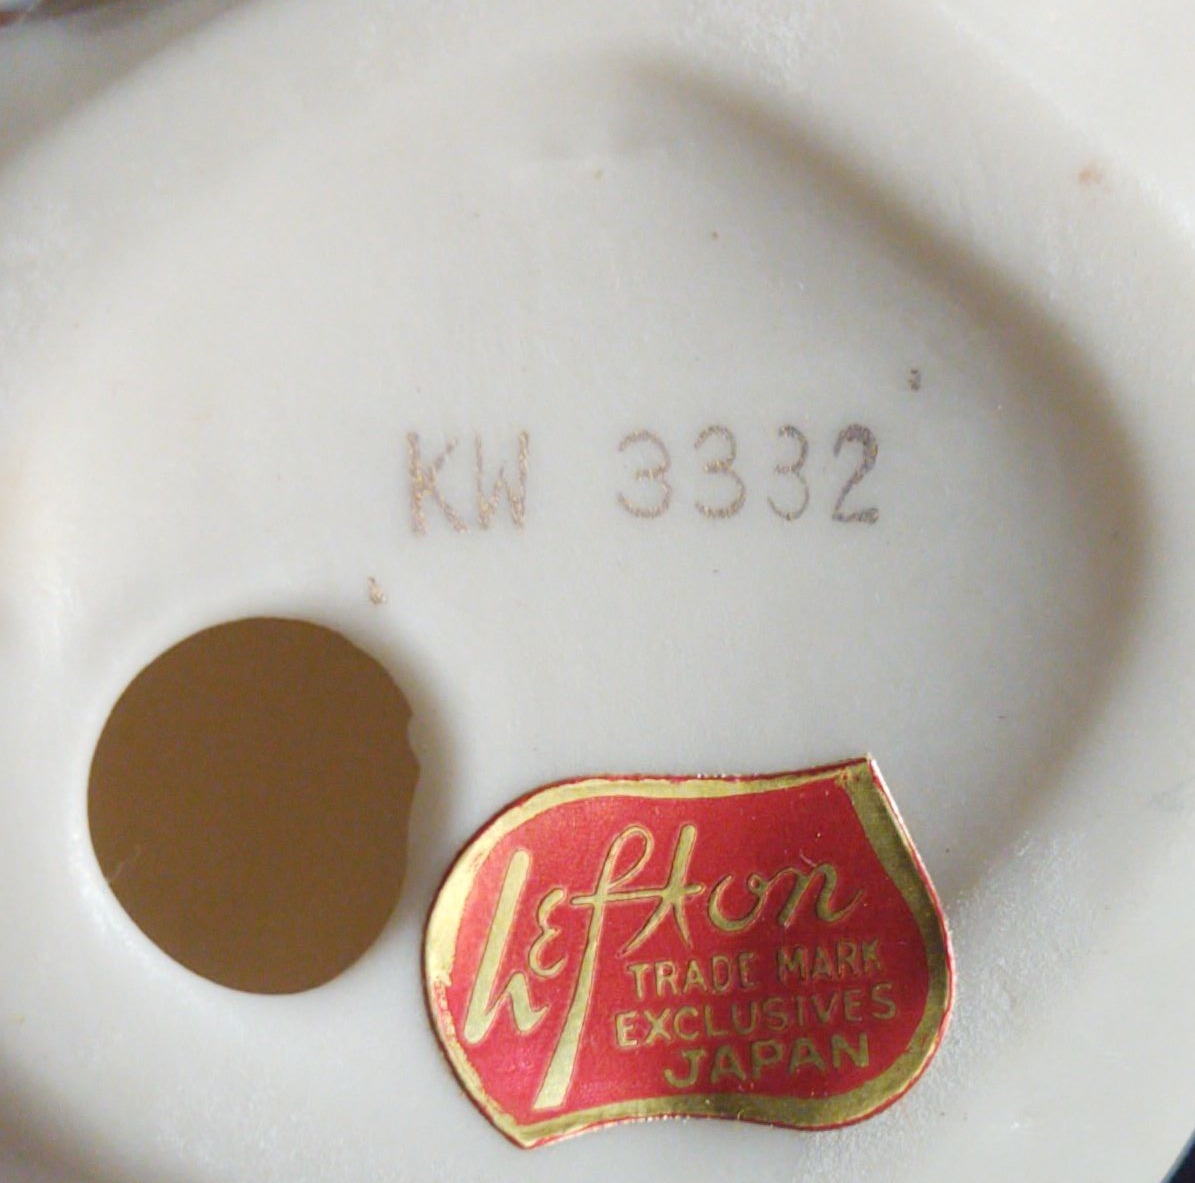 KW 3332
Lefton
TRADE MARK
EXCLUSIVES
JAPAN